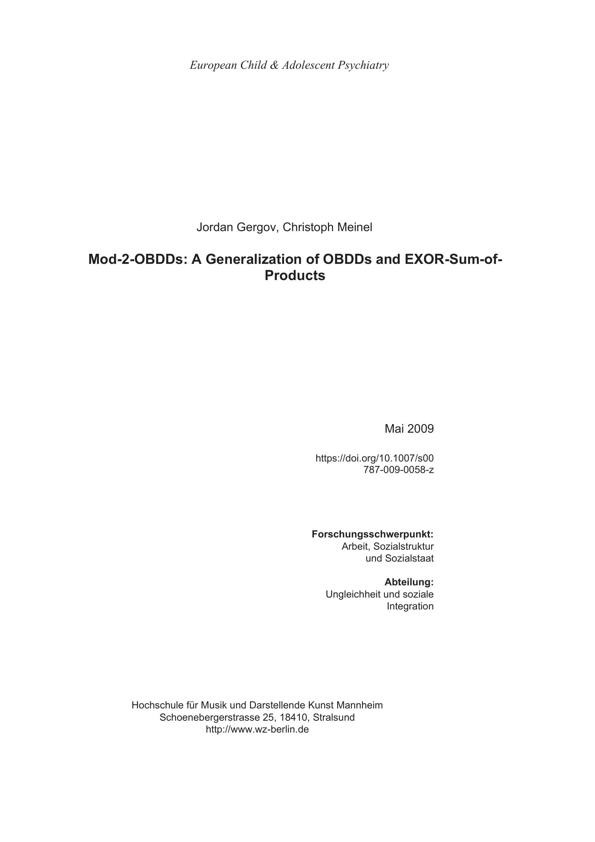 European Child & Adolescent Psychiatry
Jordan Gergov, Christoph Meinel
Mod-2-OBDDs: A Generalization of OBDDs and EXOR-Sum-of-
Products
Mai 2009
https://doi.org/10.1007/s00
787-009-0058-z
Forschungsschwerpunkt:
Arbeit, Sozialstruktur
und Sozialstaat
Abteilung:
Ungleichheit und soziale
Integration
Hochschule für Musik und Darstellende Kunst Mannheim
Schoenebergerstrasse 25, 18410, Stralsund
http://www.wz-berlin.de